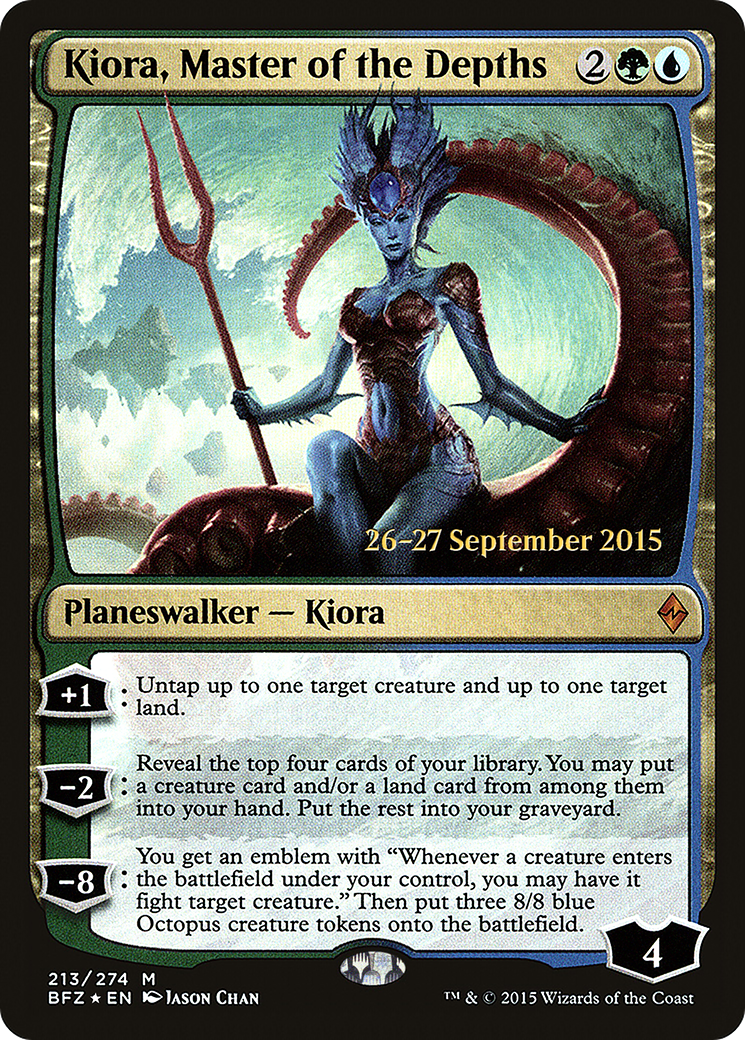 Kiora, Master of the Depths 2
26–27 September 2015
Planeswalker — Kiora
+1 : Untap up to one target creature and up to one target
land.
−2 : Reveal the top four cards of your library. You may put
a creature card and/or a land card from among them
into your hand. Put the rest into your graveyard.
−8 : You get an emblem with “Whenever a creature enters
the battlefield under your control, you may have it
fight target creature.” Then put three 8/8 blue
Octopus creature tokens onto the battlefield.
4
213/274 M
BFZ ★ EN Jason Chan
™ & © 2015 Wizards of the Coast